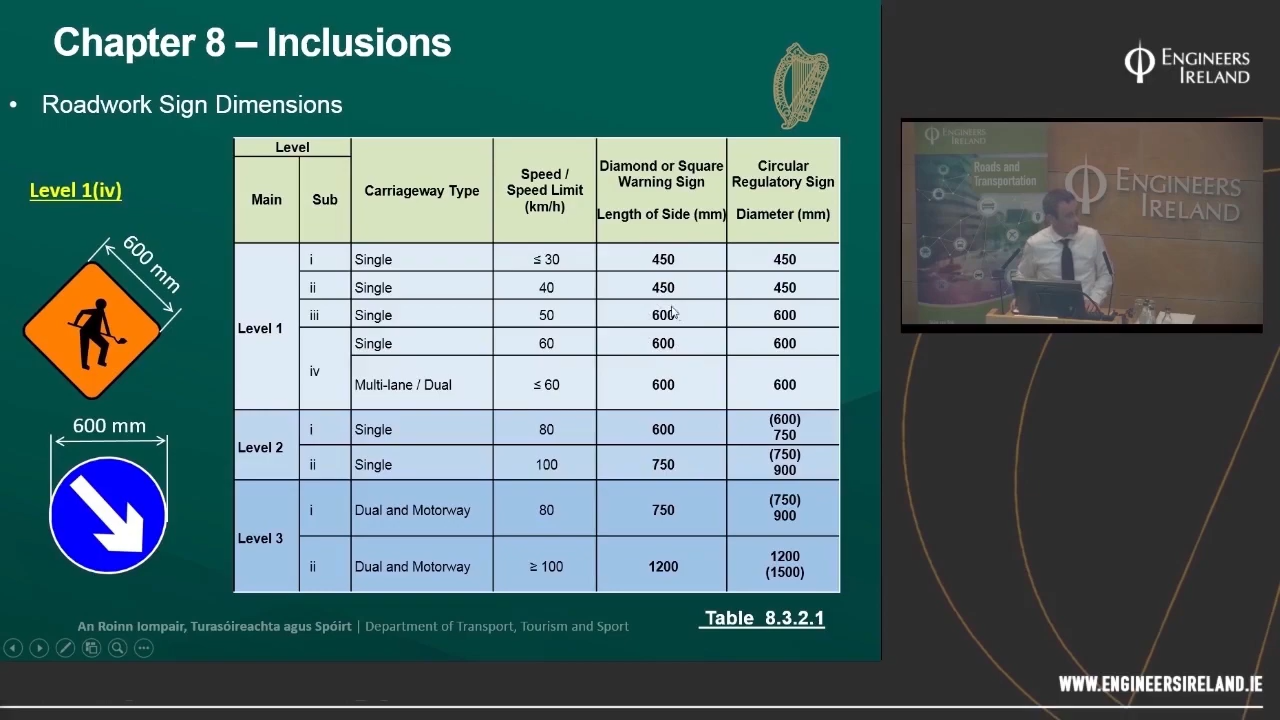 Chapter 8 – Inclusions
• Roadwork Sign Dimensions
Level 1(iv)
600 mm
600 mm
Level
Main
Sub
Carriageway Type
Speed /
Speed Limit
(km/h)
Diamond or Square
Warning Sign
Length of Side (mm)
Circular
Regulatory Sign
Diameter (mm)
Level 1
i Single ≤ 30 450 450
ii Single 40 450 450
iii Single 50 600 600
iv Single 60 600 600
Multi-lane / Dual ≤ 60 600 600
Level 2
i Single 80 600 (600)
750
ii Single 100 750 (750)
900
Level 3
i Dual and Motorway 80 750 (750)
900
ii Dual and Motorway ≥ 100 1200 1200
(1500)
Table 8.3.2.1
An Roinn Iompair, Turasóireachta agus Spóirt | Department of Transport, Tourism and Sport
ENGINEERS
IRELAND
ENGINEERS
IRELAND
Roads and
Transportation
ENGINEERS
IRELAND
WWW.ENGINEERSIRELAND.IE